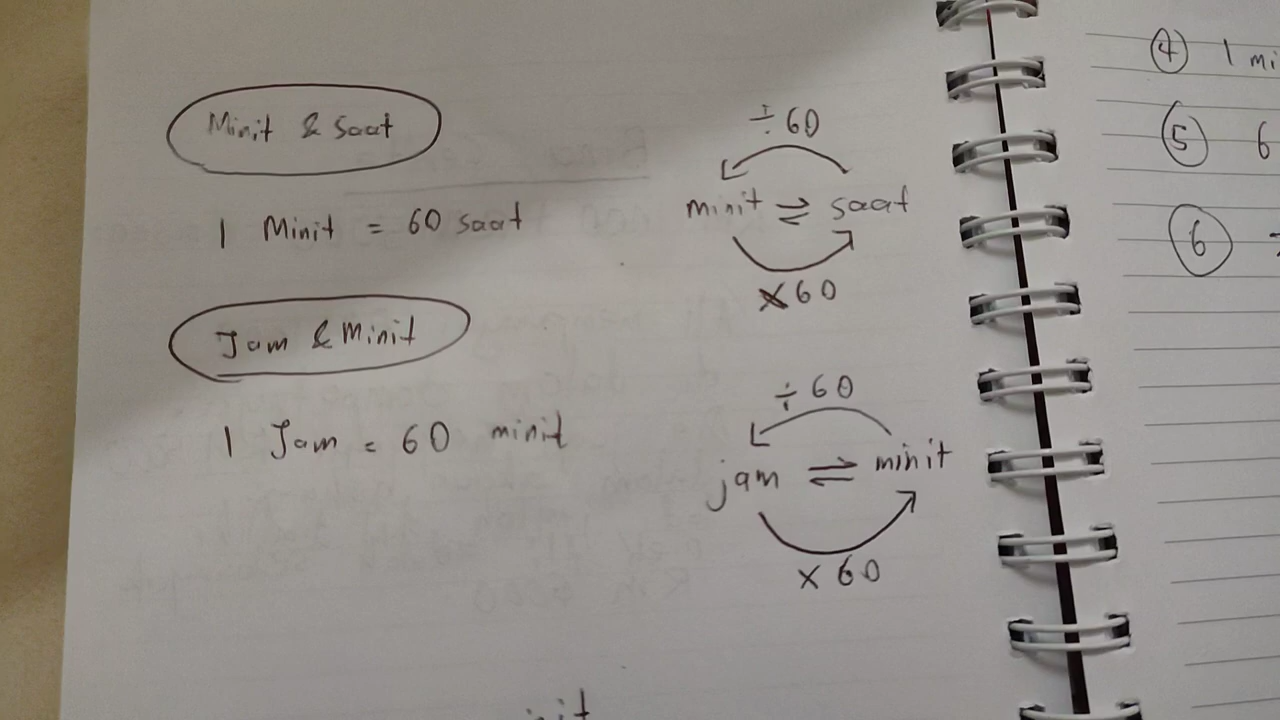 Minit & Saat
÷60
minit ⇌ saat
1 Minit = 60 saat
×60
Jam & Minit
÷60
1 Jam = 60 minit
jam ⇌ minit
×60
④ 1 mi
⑤ 6
⑥